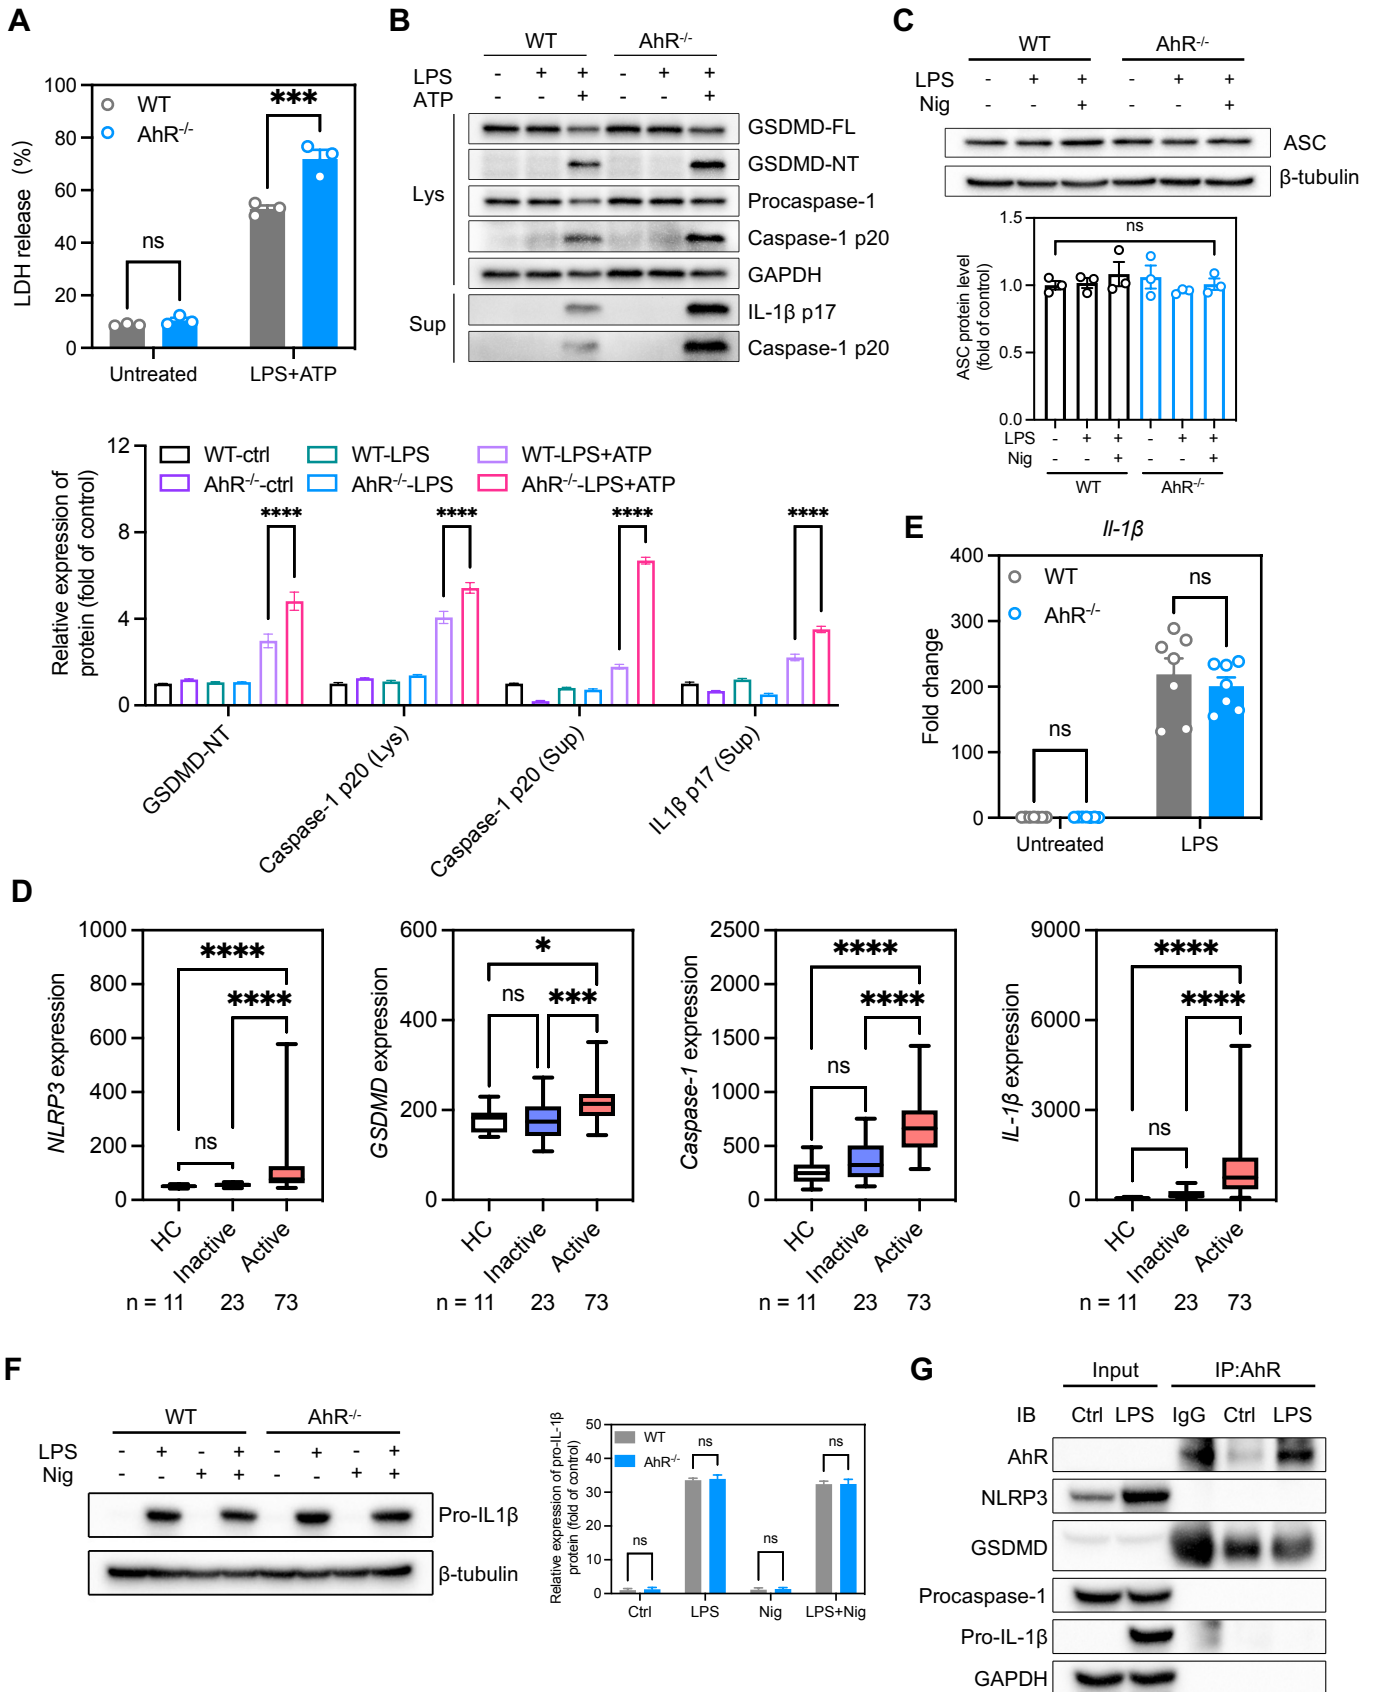 A
LDH release (%)
100
80
60
40
20
0
WT
AhR-/-
***
ns
Untreated
LPS+ATP
B
WT
AhR-/-
LPS - + + - + +
ATP - - + - - +
Lys
Sup
GSDMD-FL
GSDMD-NT
Procaspase-1
Caspase-1 p20
GAPDH
IL-1β p17
Caspase-1 p20
Relative expression of
protein (fold of control)
12
8
4
0
WT-ctrl
WT-LPS
WT-LPS+ATP
AhR-/--ctrl
AhR-/--LPS
AhR-/--LPS+ATP
****
****
****
****
GSDMD-NT
Caspase-1 p20 (Lys)
Caspase-1 p20 (Sup)
IL1β p17 (Sup)
C
WT
AhR-/-
LPS - + + - + +
Nig - - + - - +
ASC
β-tubulin
ASC protein level
(fold of control)
1.5
1.0
0.5
0.0
ns
LPS - + + - + +
Nig - - + - - +
WT
AhR-/-
E
Il-1β
Fold change
400
300
200
100
0
WT
AhR-/-
ns
ns
Untreated
LPS
D
NLRP3 expression
1000
800
600
400
200
0
****
****
ns
HC
Inactive
Active
n = 11 23 73
GSDMD expression
600
400
200
0
*
ns
***
HC
Inactive
Active
n = 11 23 73
Caspase-1 expression
2500
2000
1500
1000
500
0
****
****
ns
HC
Inactive
Active
n = 11 23 73
IL-1β expression
9000
6000
3000
0
****
****
ns
HC
Inactive
Active
n = 11 23 73
F
WT
AhR-/-
LPS - + - + - + - +
Nig - - + + - - + +
Pro-IL1β
β-tubulin
Relative expression of pro-IL-1β
protein (fold of control)
50
40
30
20
10
0
WT
AhR-/-
ns
ns
ns
ns
Ctrl
LPS
Nig
LPS+Nig
G
Input
IP:AhR
IB Ctrl LPS IgG Ctrl LPS
AhR
NLRP3
GSDMD
Procaspase-1
Pro-IL-1β
GAPDH